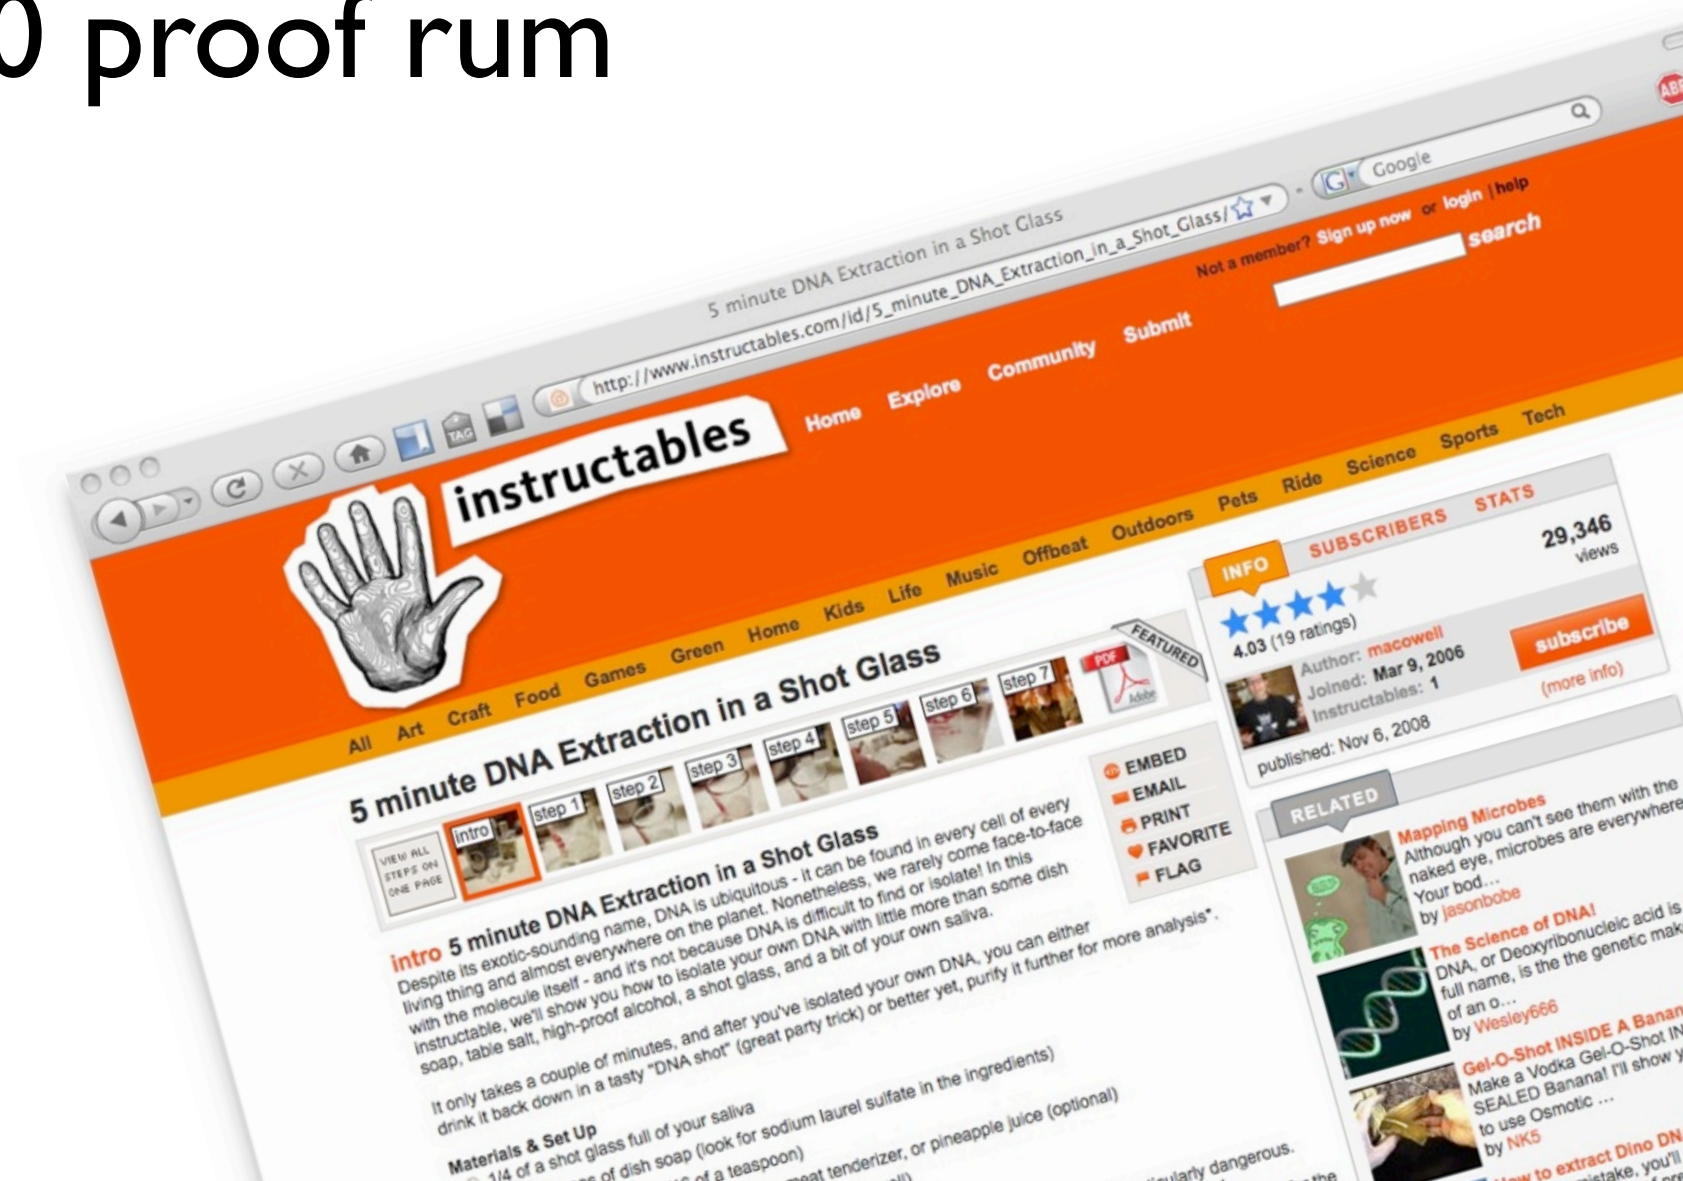 0 proof rum
ABP
5 minute DNA Extraction in a Shot Glass
http://www.instructables.com/id/5_minute_DNA_Extraction_in_a_Shot_Glass/
Google
TAG
Not a member? Sign up now or login | help
search
instructables
Home Explore Community Submit
All Art Craft Food Games Green Home Kids Life Music Offbeat Outdoors Pets Ride Science Sports Tech
5 minute DNA Extraction in a Shot Glass
VIEW ALL
STEPS ON
ONE PAGE
intro
step 1
step 2
step 3
step 4
step 5
step 6
step 7
PDF
Adobe
FEATURED
intro 5 minute DNA Extraction in a Shot Glass
Despite its exotic-sounding name, DNA is ubiquitous - it can be found in every cell of every
living thing and almost everywhere on the planet. Nonetheless, we rarely come face-to-face
with the molecule itself - and it's not because DNA is difficult to find or isolate! In this
instructable, we'll show you how to isolate your own DNA with little more than some dish
soap, table salt, high-proof alcohol, a shot glass, and a bit of your own saliva.
It only takes a couple of minutes, and after you've isolated your own DNA, you can either
drink it back down in a tasty "DNA shot" (great party trick) or better yet, purify it further for more analysis*.
Materials & Set Up
1/4 of a shot glass full of your saliva
of dish soap (look for sodium laurel sulfate in the ingredients)
of a teaspoon)
meat tenderizer, or pineapple juice (optional)
dangerous.
the
EMBED
EMAIL
PRINT
FAVORITE
FLAG
INFO SUBSCRIBERS STATS
29,346
views
4.03 (19 ratings)
Author: macowell
Joined: Mar 9, 2006
Instructables: 1
subscribe
(more info)
published: Nov 6, 2008
RELATED
Mapping Microbes
Although you can't see them with the
naked eye, microbes are everywhere
Your bod...
by jasonbobe
The Science of DNA!
DNA, or Deoxyribonucleic acid is
full name, is the the genetic mak
of an o...
by Wesley666
Gel-O-Shot INSIDE A Banan
Make a Vodka Gel-O-Shot IN
SEALED Banana! I'll show y
to use Osmotic ...
by NK5
How to extract Dino DN
mistake, you'll